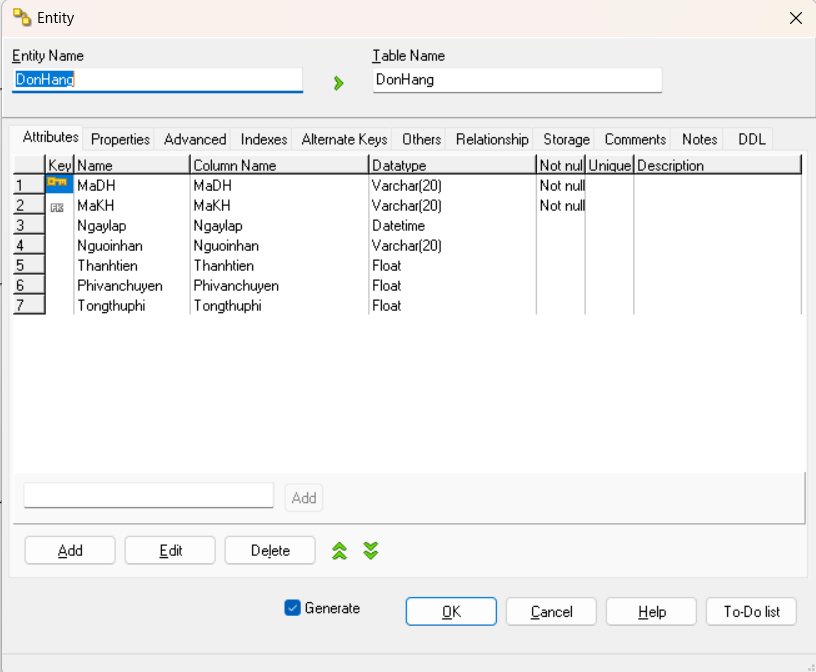 Entity
Entity Name
Table Name
DonHang
DonHang
Attributes Properties Advanced Indexes Alternate Keys Others Relationship Storage Comments Notes DDL
Key Name Column Name Datatype Not nul Unique Description
1 MaDH MaDH Varchar(20) Not null
2 FK MaKH MaKH Varchar(20) Not null
3 Ngaylap Ngaylap Datetime
4 Nguoinhan Nguoinhan Varchar(20)
5 Thanhtien Thanhtien Float
6 Phivanchuyen Phivanchuyen Float
7 Tongthuphi Tongthuphi Float
Add
Add Edit Delete
Generate OK Cancel Help To-Do list